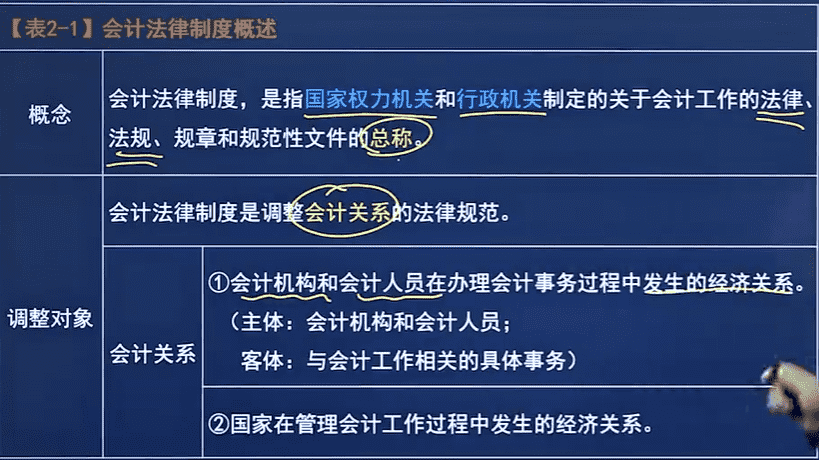 【表2-1】会计法律制度概述
概念
会计法律制度，是指国家权力机关和行政机关制定的关于会计工作的法律、
法规、规章和规范性文件的总称。
调整对象
会计法律制度是调整会计关系的法律规范。
会计关系
①会计机构和会计人员在办理会计事务过程中发生的经济关系。
（主体：会计机构和会计人员；
客体：与会计工作相关的具体事务）
②国家在管理会计工作过程中发生的经济关系。